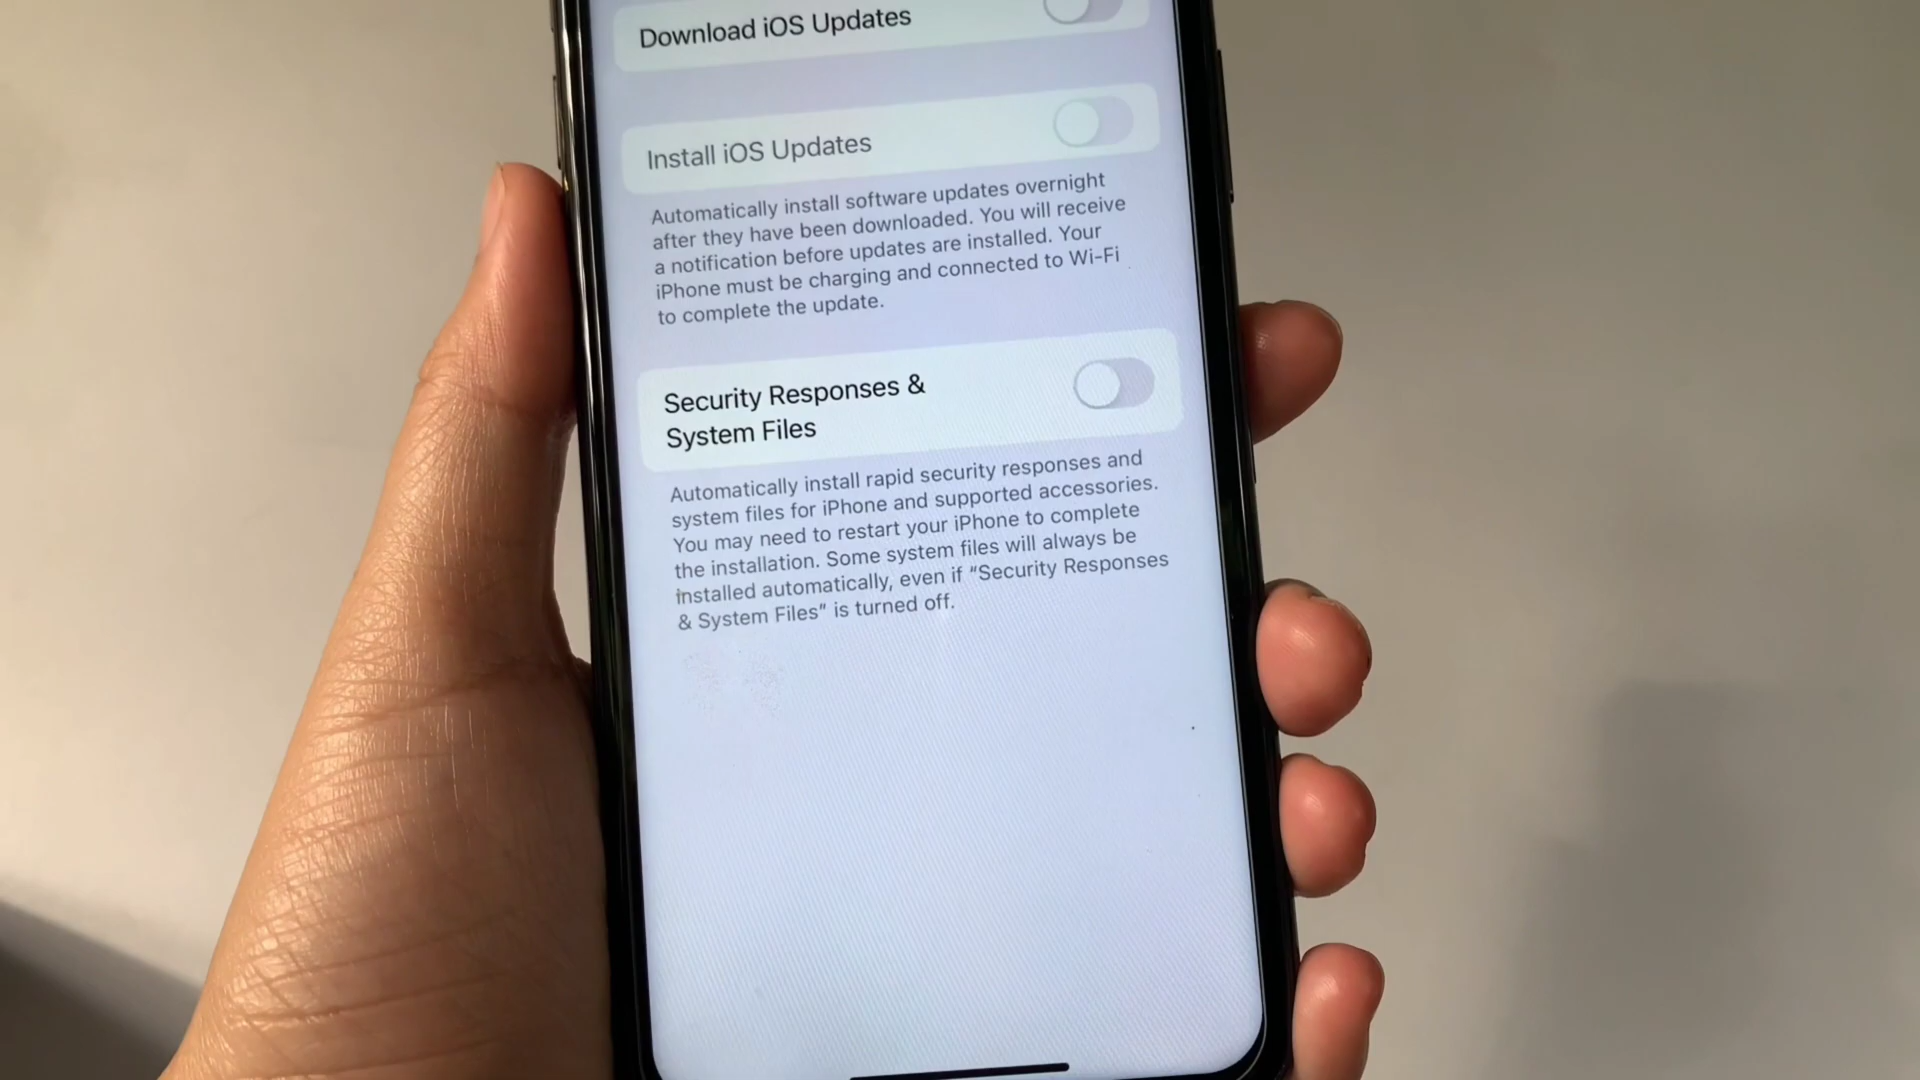 Download iOS Updates
Install iOS Updates
Automatically install software updates overnight
after they have been downloaded. You will receive
a notification before updates are installed. Your
iPhone must be charging and connected to Wi-Fi
to complete the update.
Security Responses &
System Files
Automatically install rapid security responses and
system files for iPhone and supported accessories.
You may need to restart your iPhone to complete
the installation. Some system files will always be
installed automatically, even if “Security Responses
& System Files” is turned off.